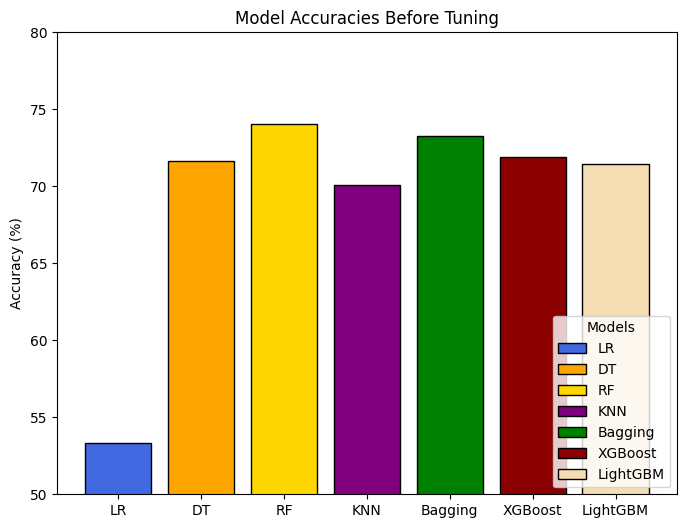 Model Accuracies Before Tuning
Accuracy (%)
80
75
70
65
60
55
50
LR DT RF KNN Bagging XGBoost LightGBM
Models
LR
DT
RF
KNN
Bagging
XGBoost
LightGBM